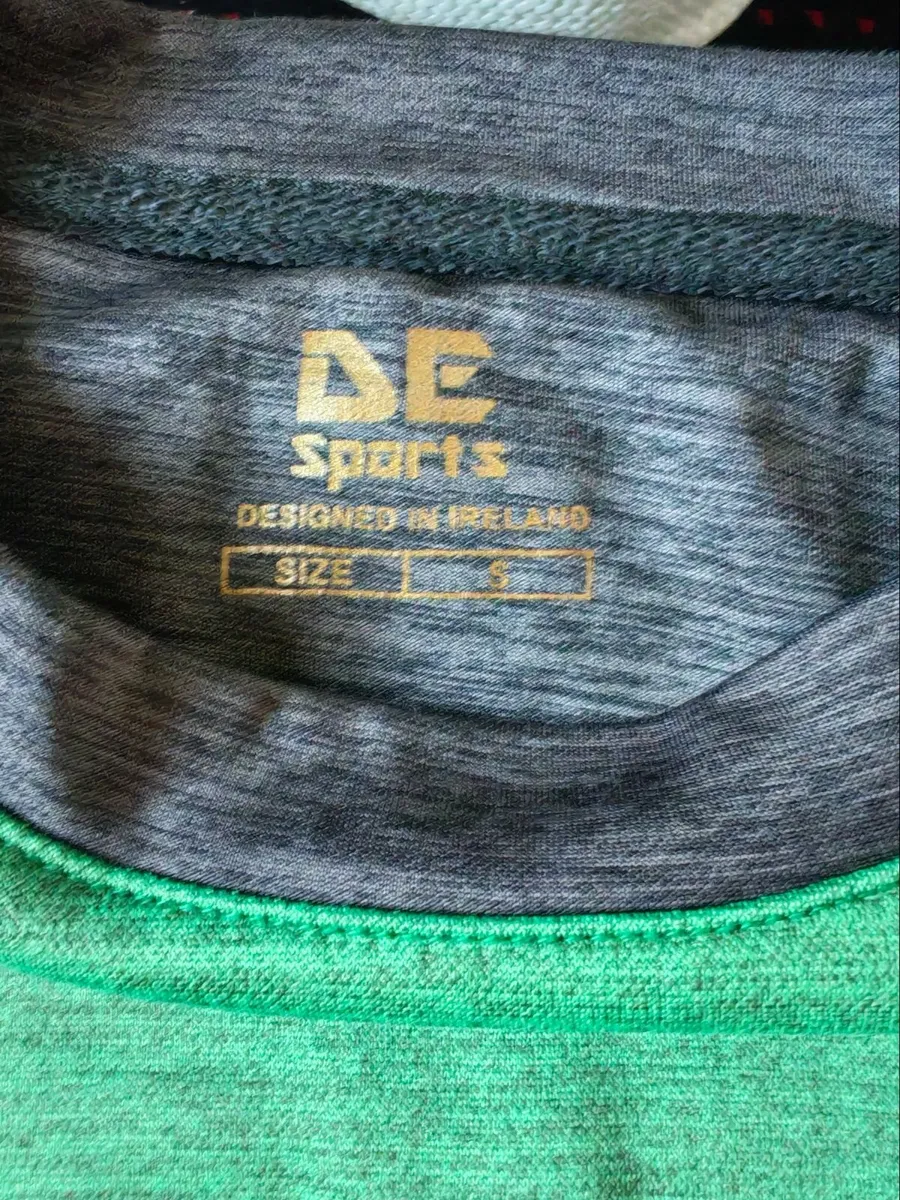 DE
Sports
DESIGNED IN IRELAND
SIZE S